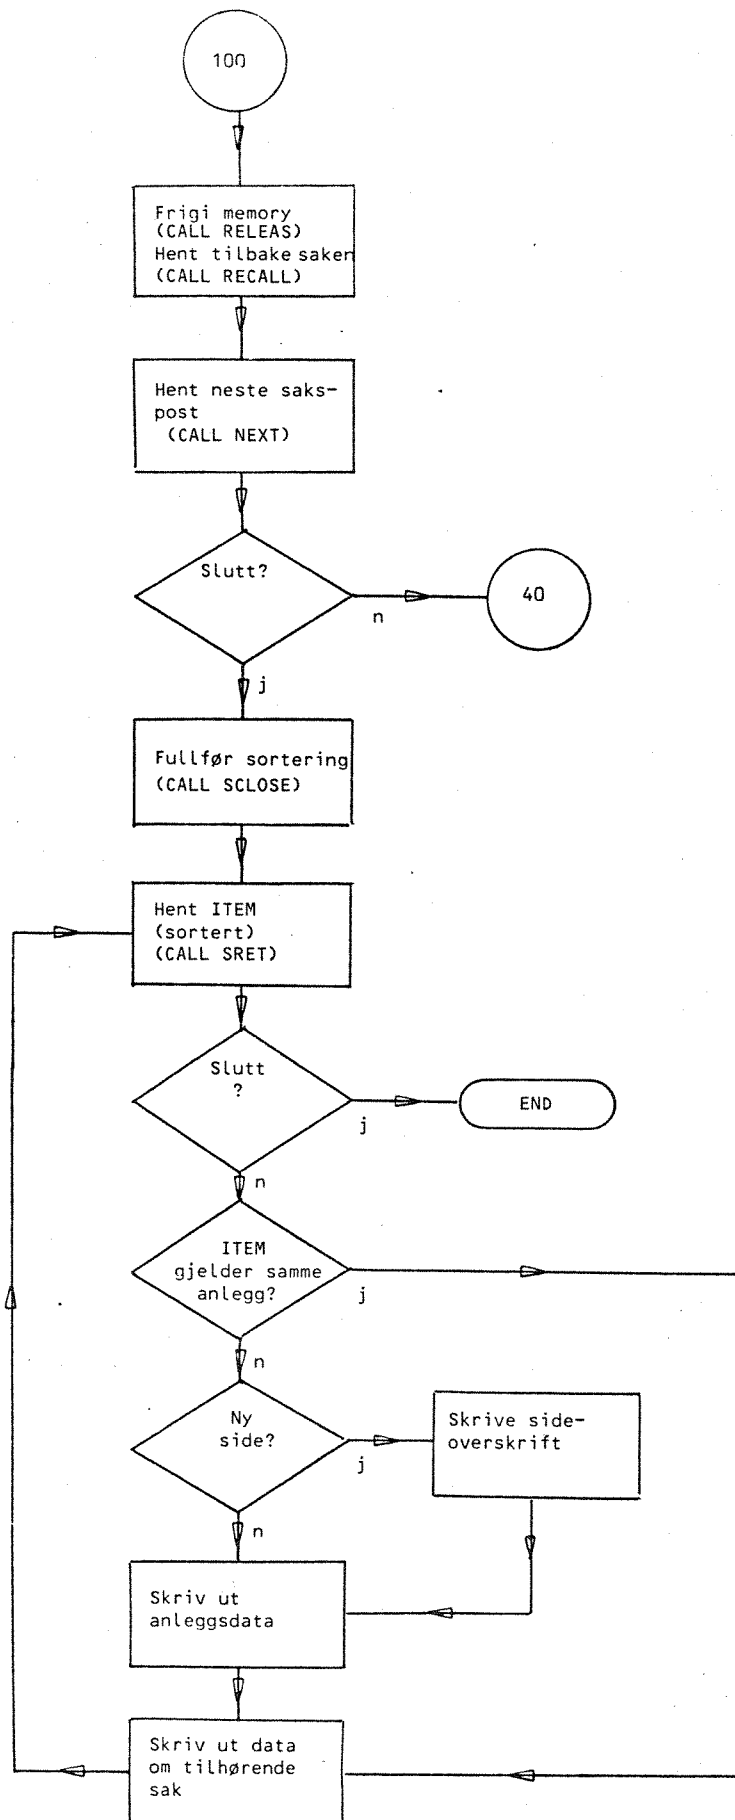 100
Frigi memory
(CALL RELEAS)
Hent tilbake saken
(CALL RECALL)
Hent neste saks-
post
(CALL NEXT)
Slutt?
n
40
j
Fullfør sortering
(CALL SCLOSE)
Hent ITEM
(sortert)
(CALL SRET)
Slutt
?
j
END
n
ITEM
gjelder samme
anlegg?
j
n
Ny
side?
j
Skrive side-
overskrift
n
Skriv ut
anleggsdata
Skriv ut data
om tilhørende
sak